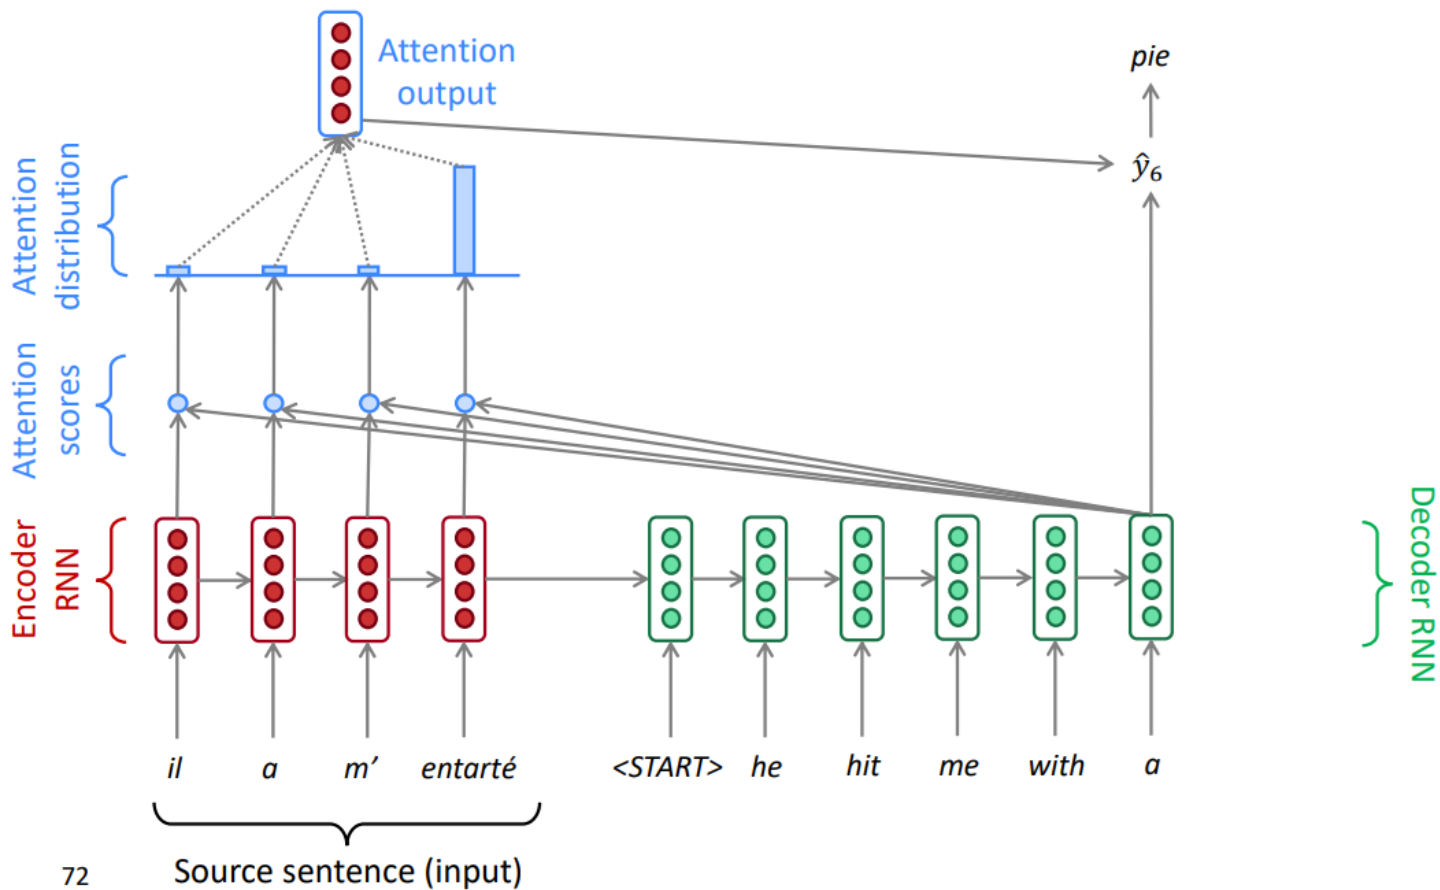 Attention
output
pie
Attention
distribution
ŷ₆
Attention
scores
Encoder
RNN
Decoder RNN
il a m’ entarté <START> he hit me with a
Source sentence (input)
72